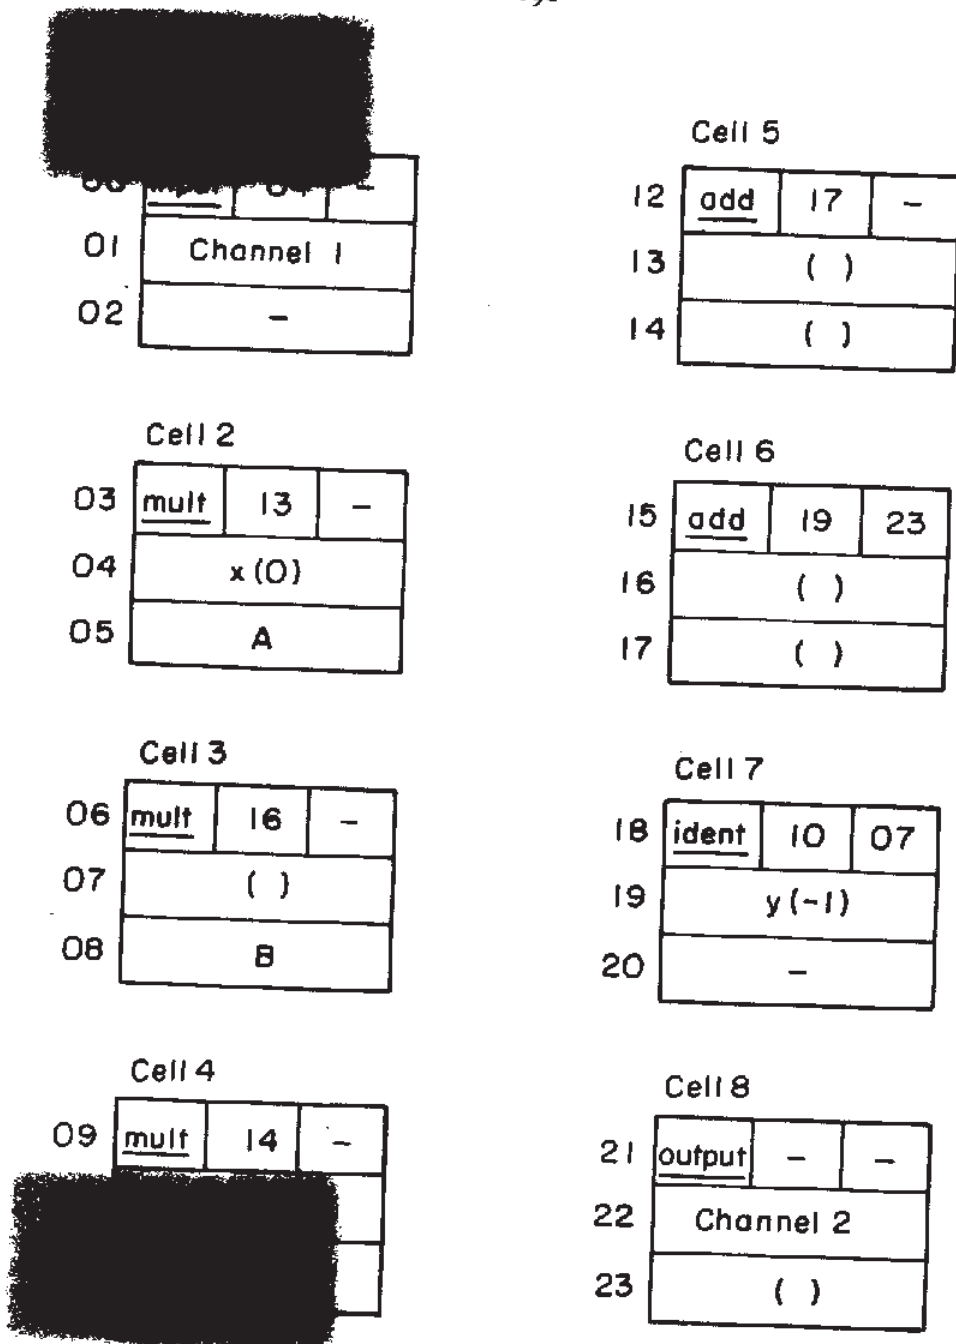 01 Channel 1
02 -
Cell 2
03 mult 13 -
04 x(0)
05 A
Cell 3
06 mult 16 -
07 ( )
08 B
Cell 4
09 mult 14 -
Cell 5
12 add 17 -
13 ( )
14 ( )
Cell 6
15 add 19 23
16 ( )
17 ( )
Cell 7
18 ident 10 07
19 y(-1)
20 -
Cell 8
21 output - -
22 Channel 2
23 ( )